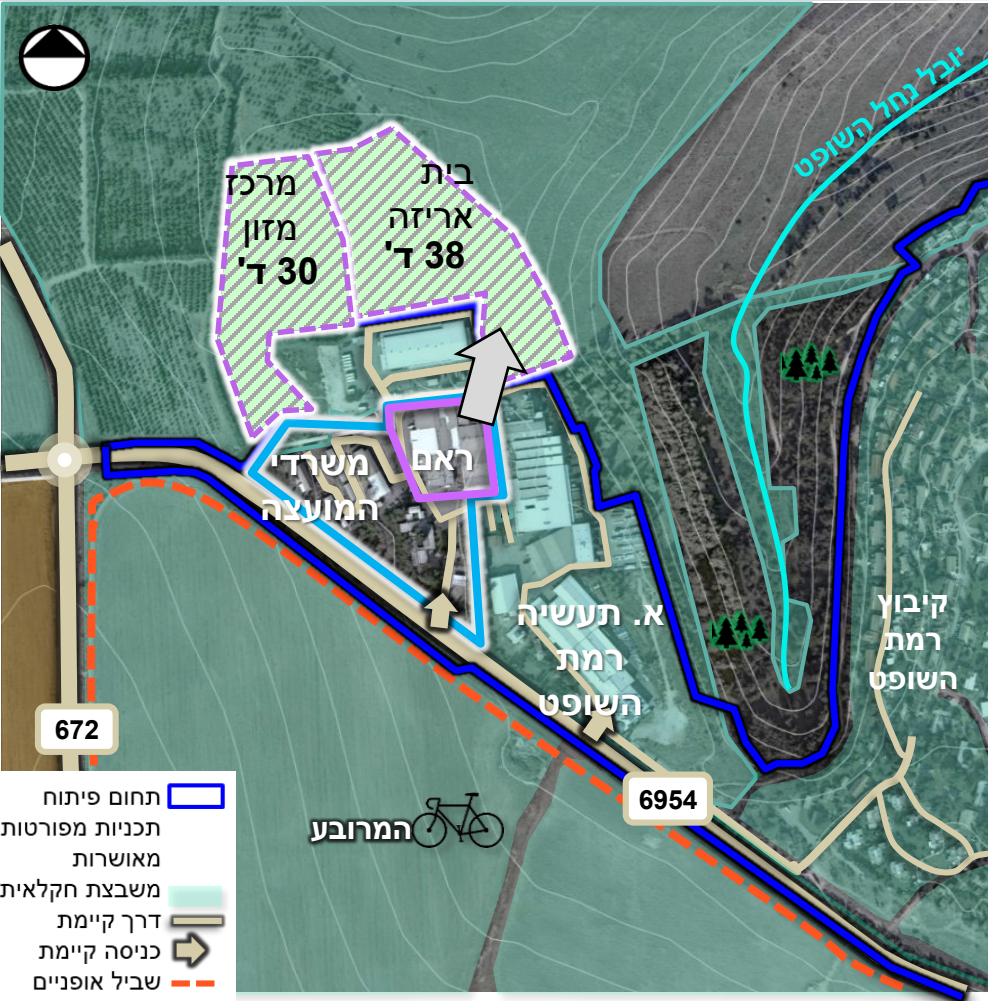 יובל נחל השופט
בית
אריזה
38 ד'
מרכז
מזון
30 ד'
ראם
משרדי
המועצה
א. תעשיה
רמת
השופט
קיבוץ
רמת
השופט
672
6954
המרובע
תחום פיתוח
תכניות מפורטות
מאושרות
משבצת חקלאית
דרך קיימת
כניסה קיימת
שביל אופניים